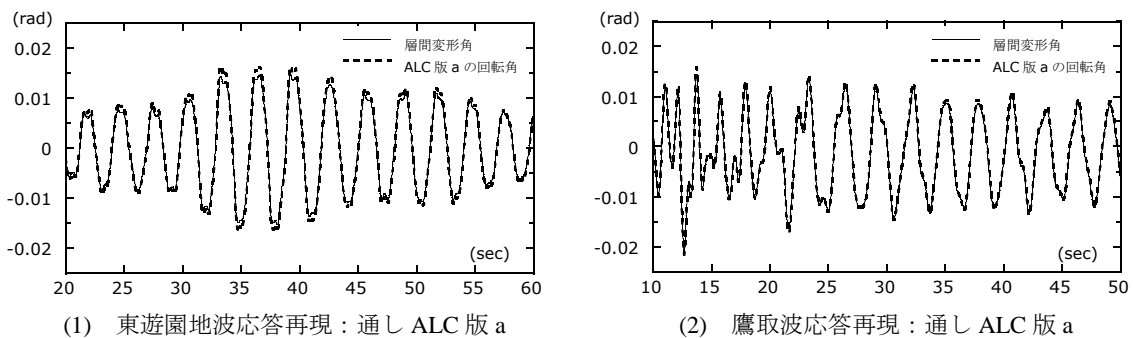 (rad)
0.02
0.01
0
-0.01
-0.02
層間変形角
ALC 版 a の回転角
(sec)
20 25 30 35 40 45 50 55 60
(1) 東遊園地波応答再現：通し ALC 版 a
(rad)
0.02
0.01
0
-0.01
-0.02
層間変形角
ALC 版 a の回転角
(sec)
10 15 20 25 30 35 40 45 50
(2) 鷹取波応答再現：通し ALC 版 a